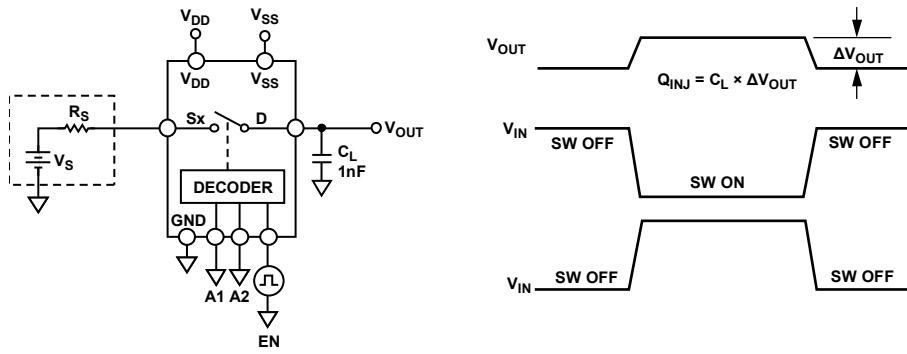 VDD
VSS
VDD
VSS
RS
Sx
D
VOUT
VS
CL
1nF
DECODER
GND
A1
A2
EN
VOUT
ΔVOUT
QINJ = CL × ΔVOUT
VIN
SW OFF
SW OFF
SW ON
VIN
SW OFF
SW OFF